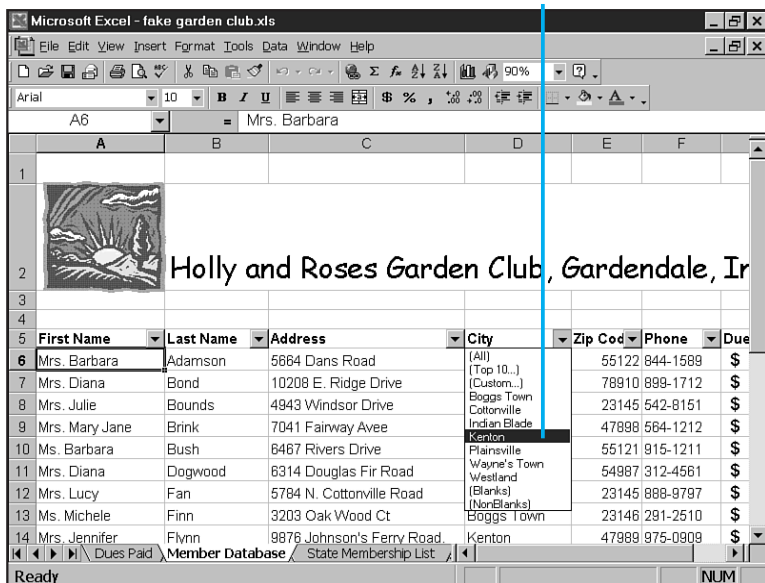 Microsoft Excel - fake garden club.xls
File Edit View Insert Format Tools Data Window Help
90%
Arial 10 B I U $ % ,
A6 = Mrs. Barbara
A B C D E F
1
2 Holly and Roses Garden Club, Gardendale, In
3
4
5 First Name Last Name Address City Zip Cod Phone Due
6 Mrs. Barbara Adamson 5664 Dans Road (All) 55122 844-1589 $
(Top 10...)
7 Mrs. Diana Bond 10208 E. Ridge Drive (Custom...) 78910 899-1712 $
Boggs Town
8 Mrs. Julie Bounds 4943 Windsor Drive Cottonville 23145 542-8151 $
9 Mrs. Mary Jane Brink 7041 Fairway Avee Indian Blade 47898 564-1212 $
Kenton
10 Ms. Barbara Bush 6467 Rivers Drive Plainsville 55121 915-1211 $
Wayne's Town
11 Mrs. Diana Dogwood 6314 Douglas Fir Road Westland 54987 312-4561 $
12 Mrs. Lucy Fan 5784 N. Cottonville Road (Blanks) 23145 888-9797 $
(NonBlanks)
13 Ms. Michele Finn 3203 Oak Wood Ct Boggs Town 23146 291-2510 $
14 Mrs. Jennifer Flynn 9876 Johnson's Ferry Road. Kenton 47989 975-0909 $
Dues Paid Member Database State Membership List
Ready NUM